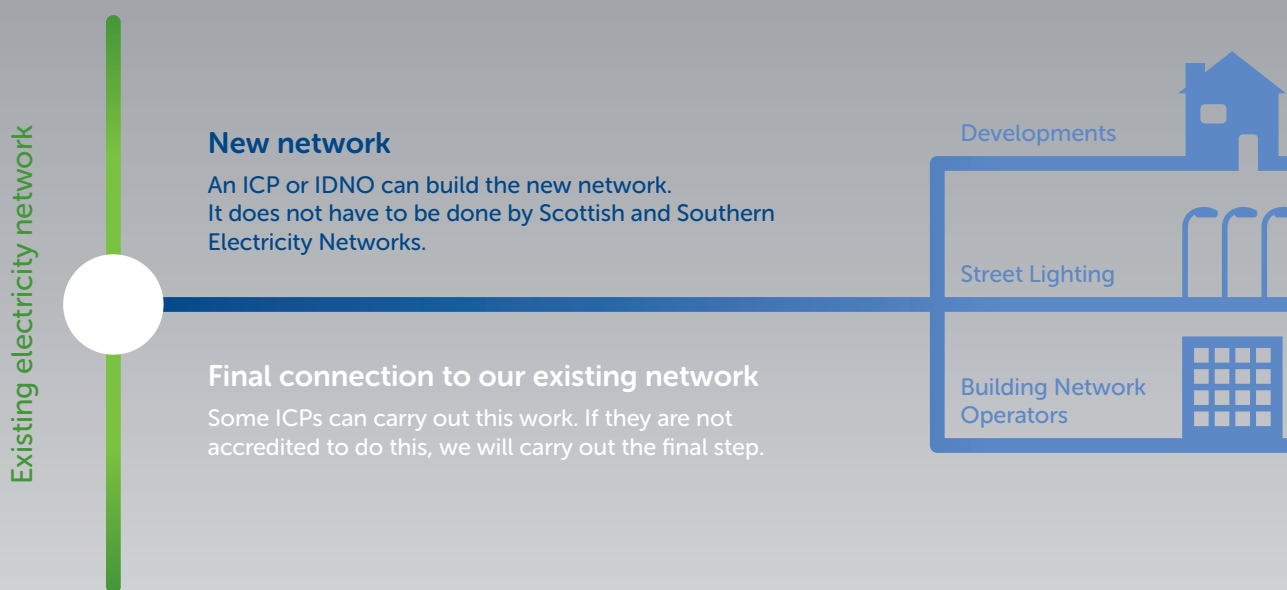 Existing electricity network
New network
An ICP or IDNO can build the new network.
It does not have to be done by Scottish and Southern
Electricity Networks.
Final connection to our existing network
Some ICPs can carry out this work. If they are not
accredited to do this, we will carry out the final step.
Developments
Street Lighting
Building Network
Operators